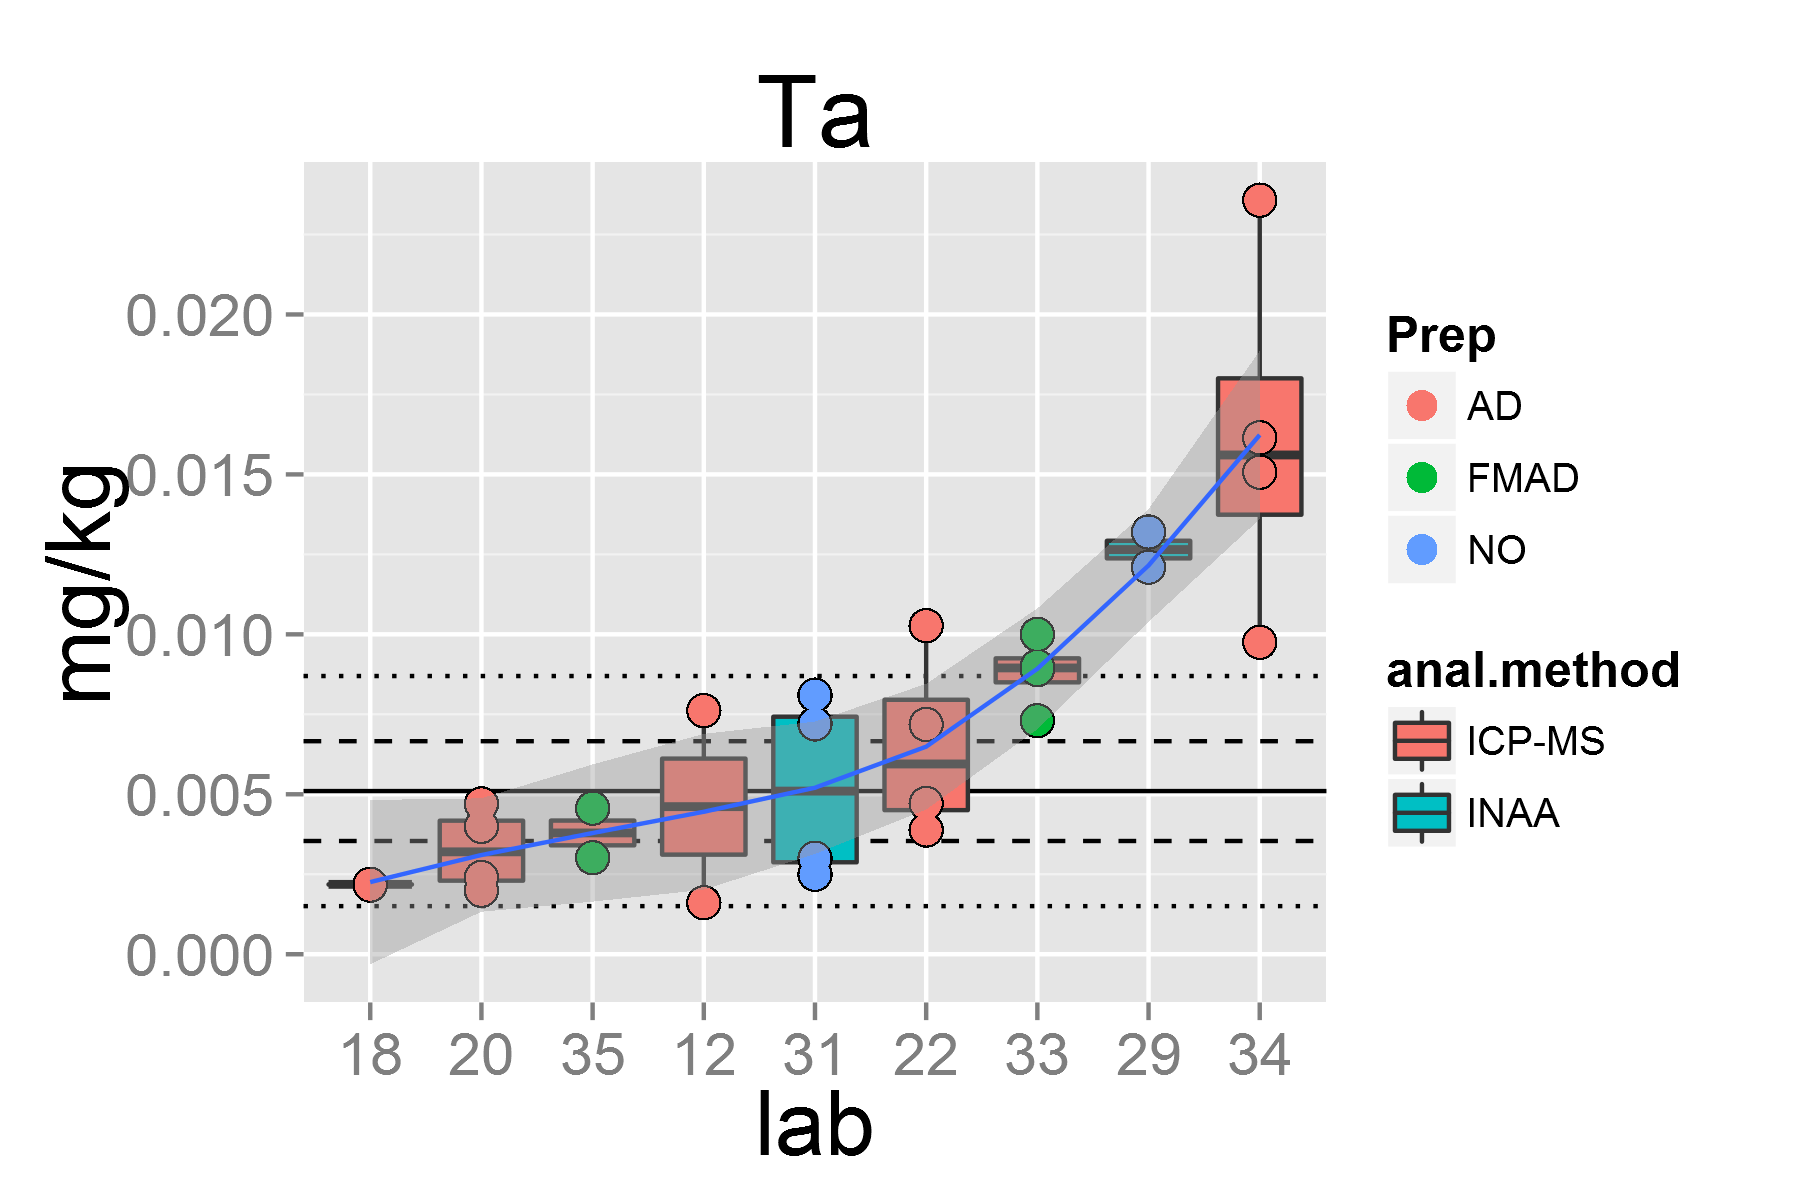 Ta
mg/kg
0.020
0.015
0.010
0.005
0.000
18 20 35 12 31 22 33 29 34
lab
Prep
AD
FMAD
NO
anal.method
ICP-MS
INAA